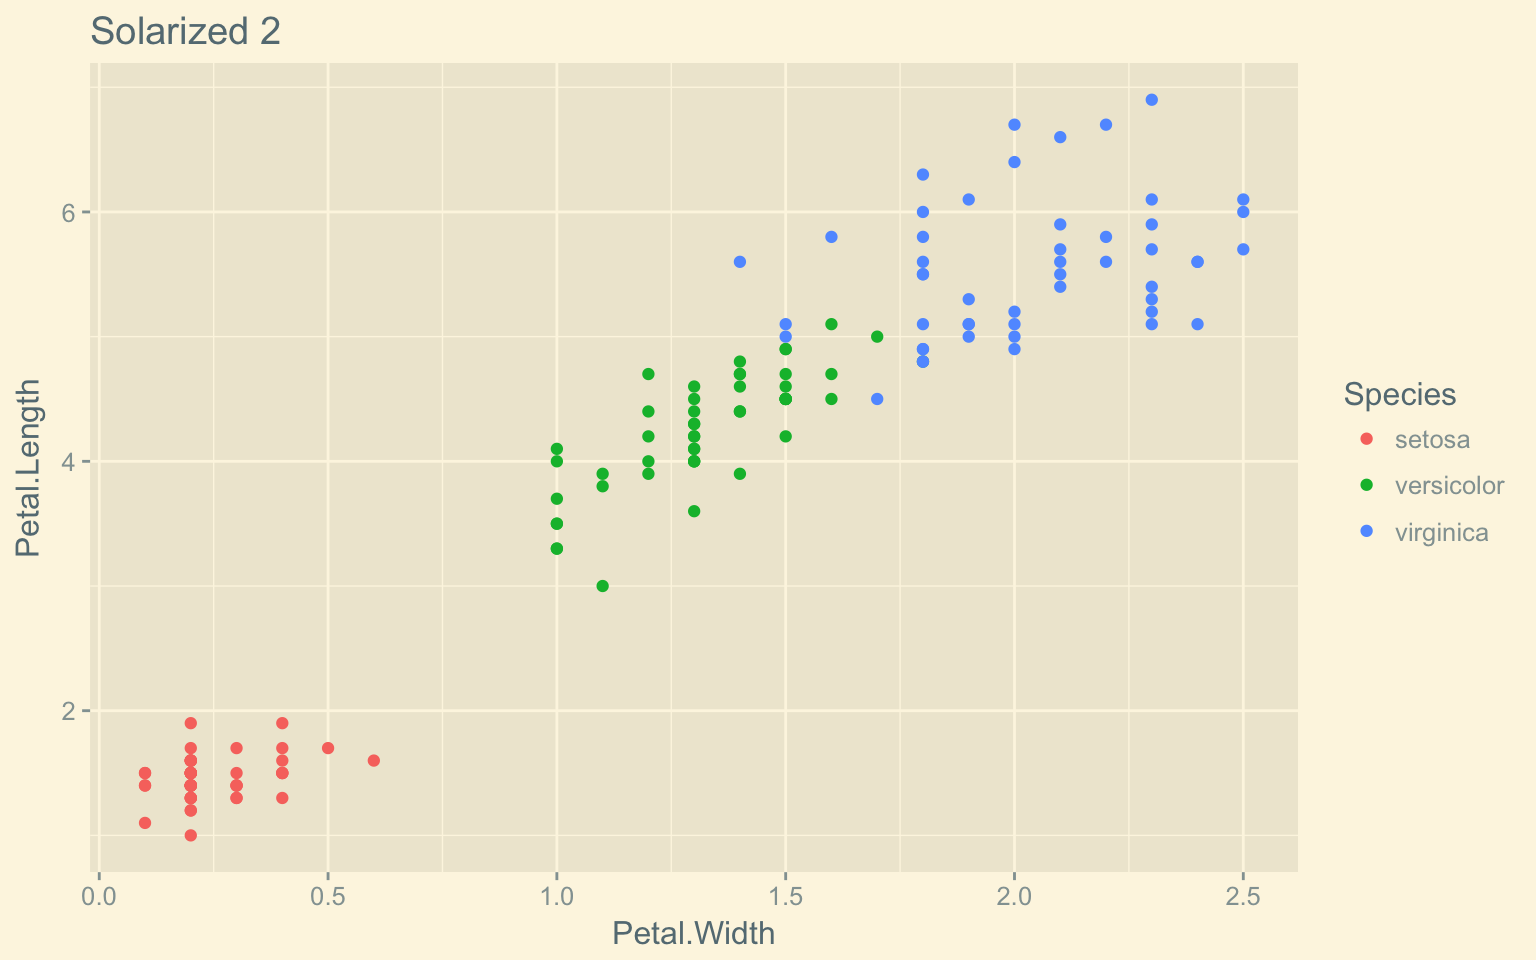 Solarized 2
Petal.Length
6
4
2
0.0 0.5 1.0 1.5 2.0 2.5
Petal.Width
Species
setosa
versicolor
virginica